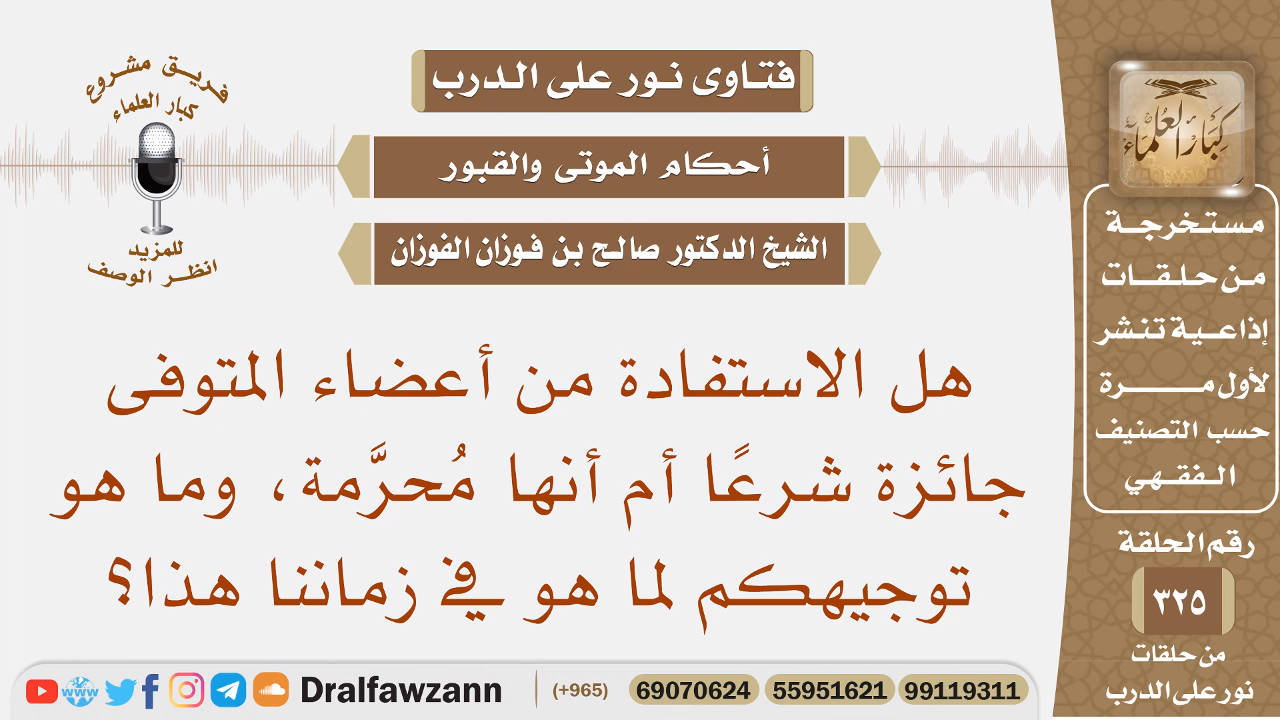 فتاوى نور على الدرب
أحكام الموتى والقبور
الشيخ الدكتور صالح بن فوزان الفوزان
فريق مشروع
كبار العلماء
للمزيد
انظر الوصف
هل الاستفادة من أعضاء المتوفى
جائزة شرعًا أم أنها مُحرَّمة، وما هو
توجيهكم لما هو في زماننا هذا؟
كبار العلماء
مستخرجة
من حلقات
إذاعية تنشر
لأول مرة
حسب التصنيف
الفقهي
رقم الحلقة
٣٢٥
من حلقات
نور على الدرب
www
Dralfawzann
(+965)
69070624
55951621
99119311